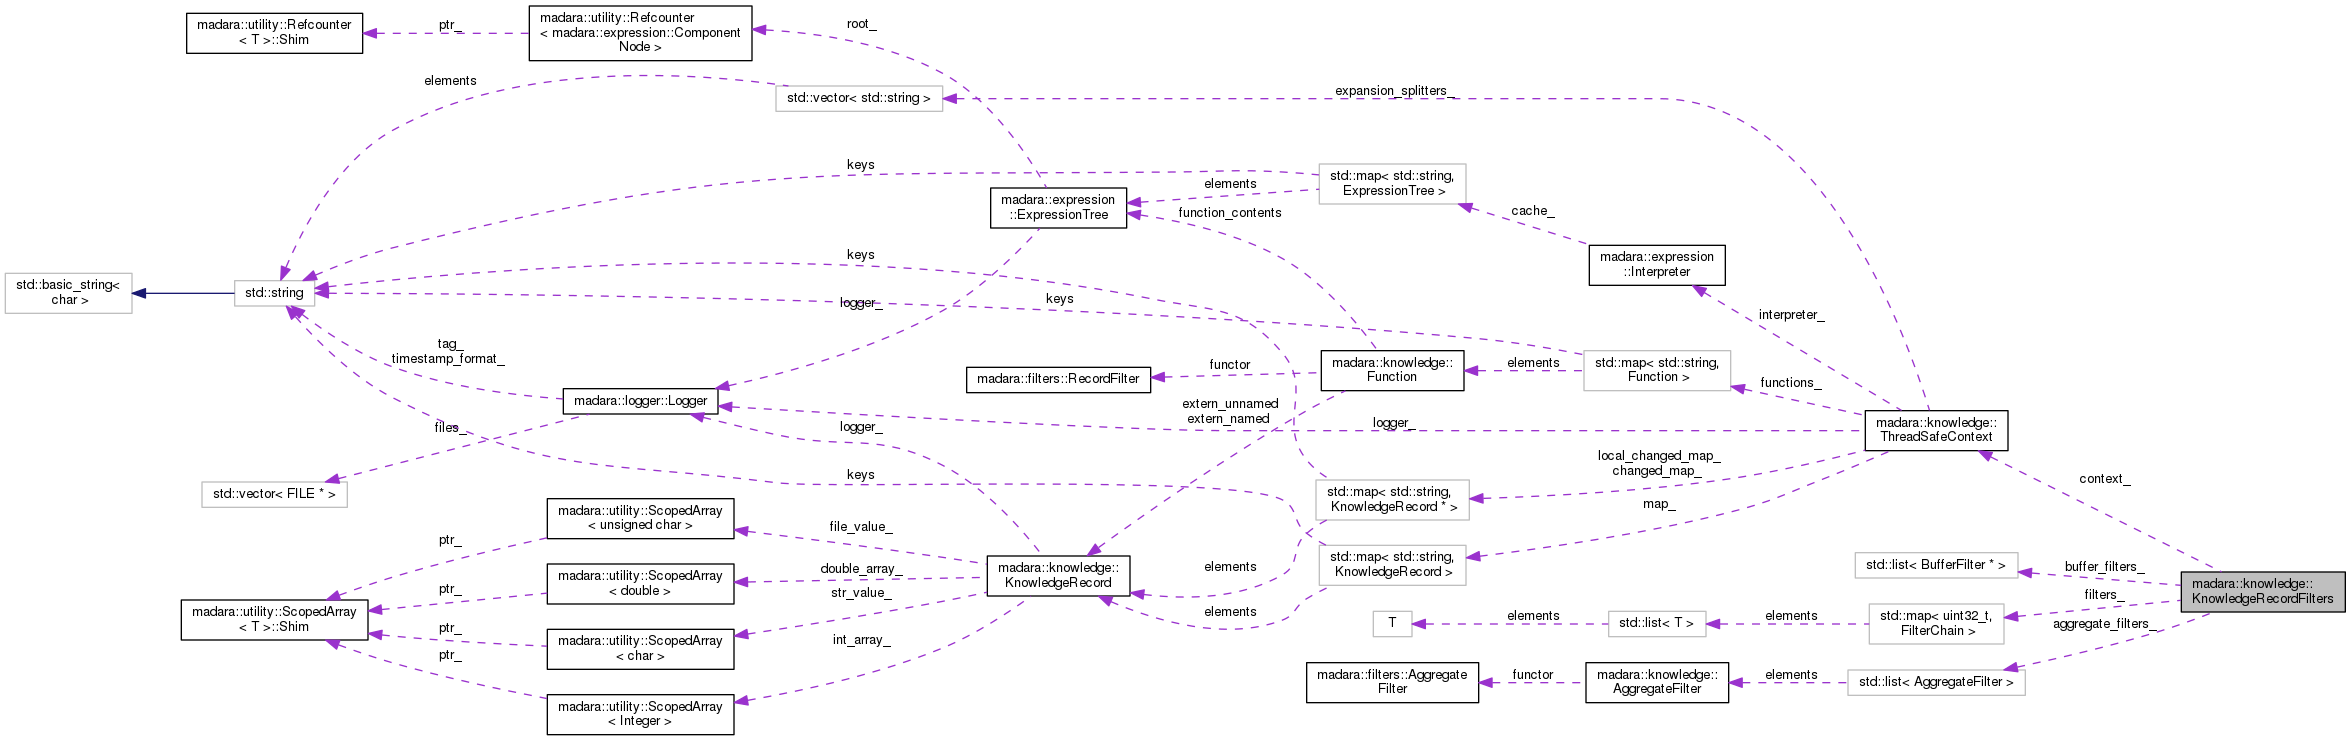 madara::utility::Refcounter
< T >::Shim
ptr_
madara::utility::Refcounter
< madara::expression::Component
Node >
root_
elements
std::vector< std::string >
expansion_splitters_
keys
std::map< std::string,
ExpressionTree >
elements
madara::expression
::ExpressionTree
function_contents
cache_
madara::expression
::Interpreter
std::basic_string<
char >
std::string
keys
logger_
keys
interpreter_
tag_
timestamp_format_
madara::logger::Logger
madara::filters::RecordFilter
functor
madara::knowledge::
Function
elements
std::map< std::string,
Function >
functions_
extern_unnamed
extern_named
files_
logger_
logger_
madara::knowledge::
ThreadSafeContext
std::vector< FILE * >
keys
local_changed_map_
changed_map_
std::map< std::string,
KnowledgeRecord * >
map_
context_
madara::utility::ScopedArray
< unsigned char >
file_value_
ptr_
madara::utility::ScopedArray
< double >
double_array_
ptr_
madara::knowledge::
KnowledgeRecord
elements
std::map< std::string,
KnowledgeRecord >
elements
std::list< BufferFilter * >
buffer_filters_
madara::knowledge::
KnowledgeRecordFilters
madara::utility::ScopedArray
< T >::Shim
ptr_
madara::utility::ScopedArray
< char >
str_value_
T
elements
std::list< T >
elements
std::map< uint32_t,
FilterChain >
filters_
aggregate_filters_
ptr_
madara::utility::ScopedArray
< Integer >
int_array_
madara::filters::Aggregate
Filter
functor
madara::knowledge::
AggregateFilter
elements
std::list< AggregateFilter >